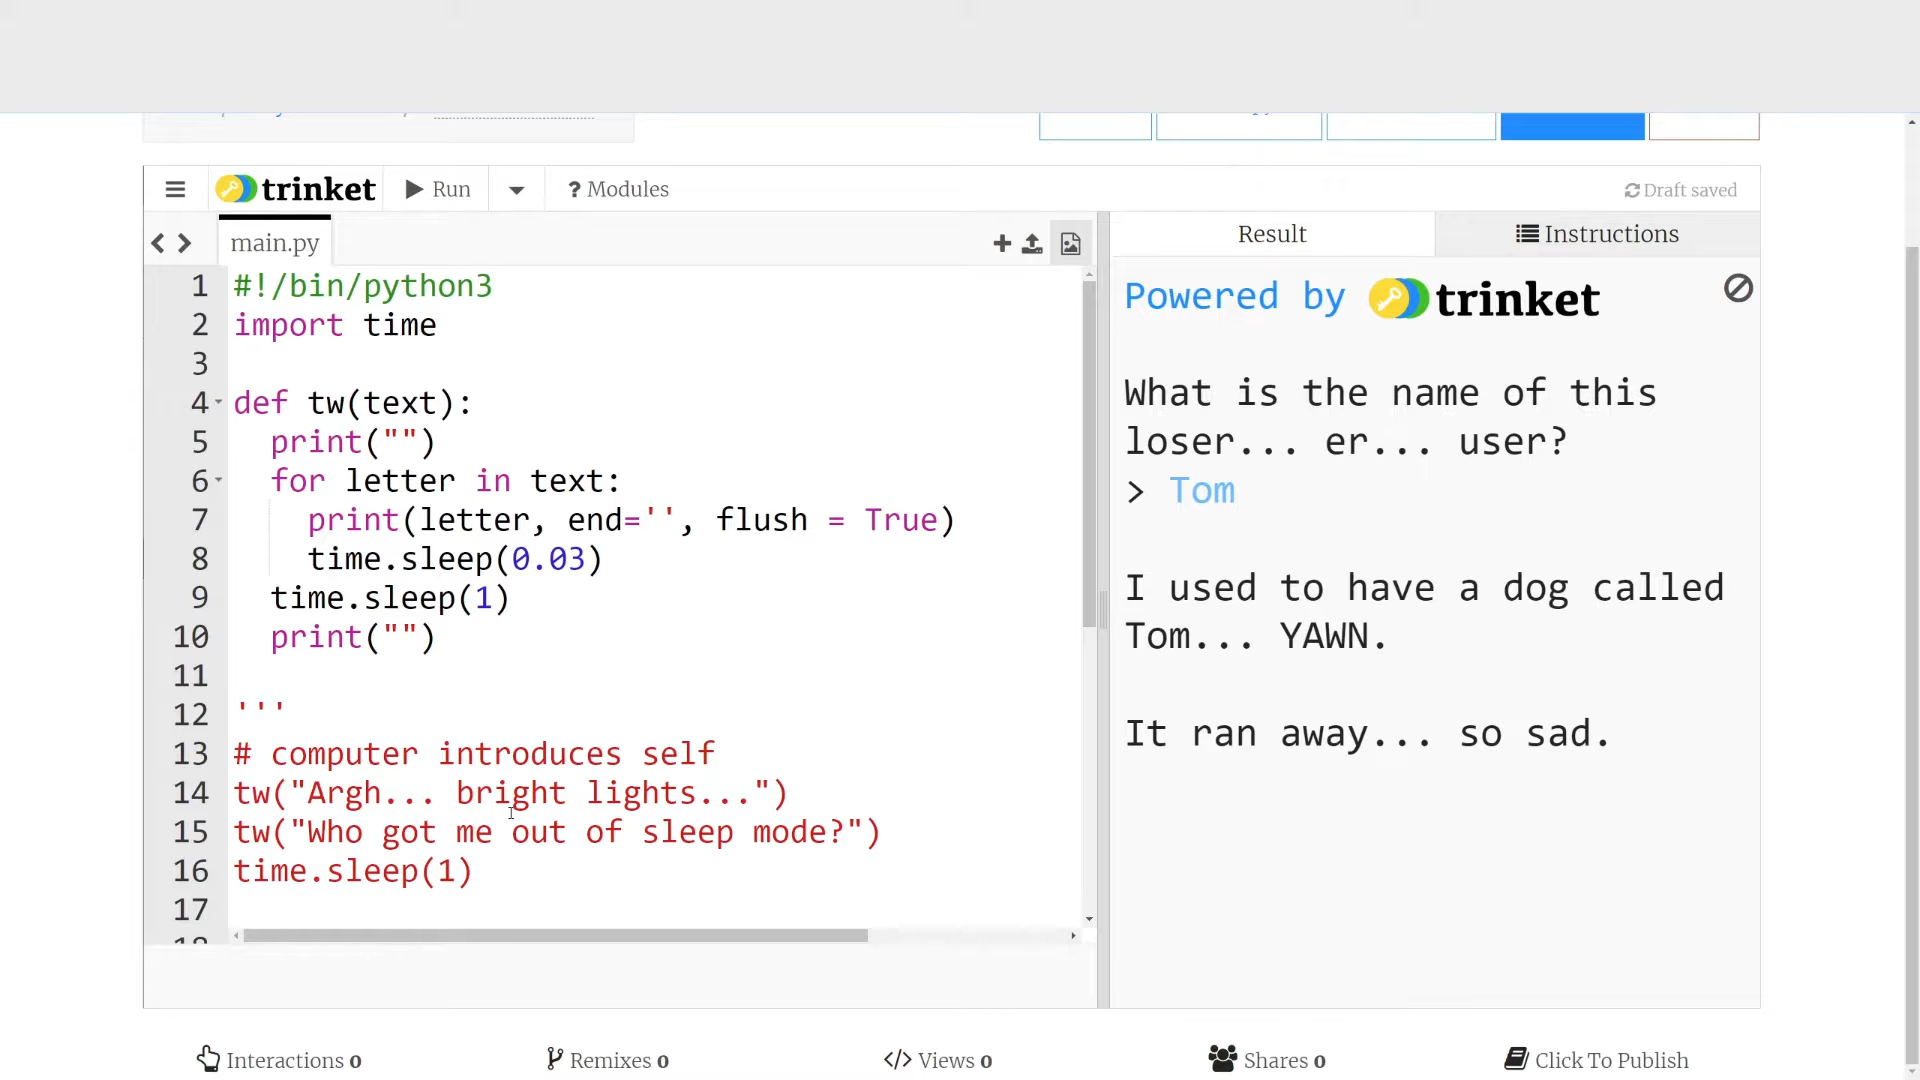 trinket
Run
? Modules
Draft saved
main.py
Result
Instructions
1 #!/bin/python3
2 import time
3
4 def tw(text):
5 print("")
6 for letter in text:
7 print(letter, end='', flush = True)
8 time.sleep(0.03)
9 time.sleep(1)
10 print("")
11
12 '''
13 # computer introduces self
14 tw("Argh... bright lights...")
15 tw("Who got me out of sleep mode?")
16 time.sleep(1)
17
Powered by trinket
What is the name of this
loser... er... user?
> Tom
I used to have a dog called
Tom... YAWN.
It ran away... so sad.
Interactions 0
Remixes 0
</> Views 0
Shares 0
Click To Publish